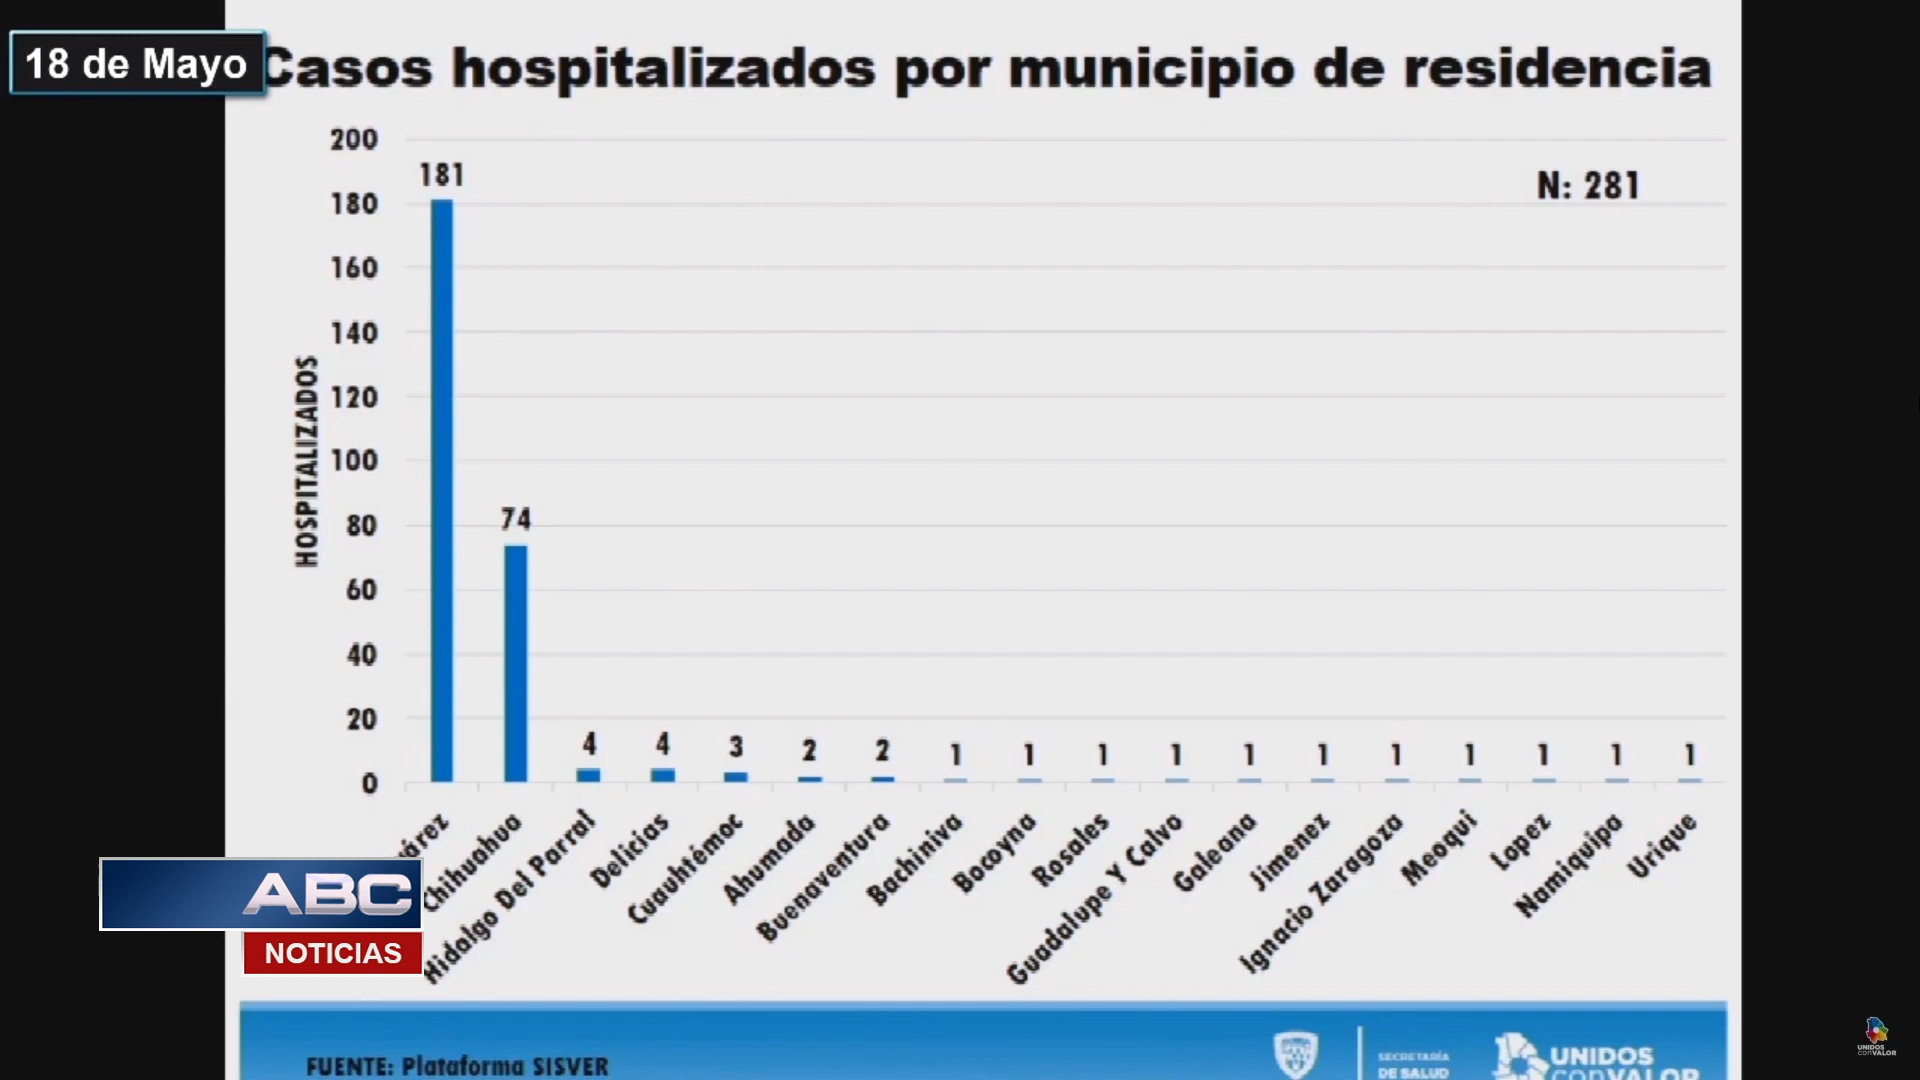 18 de Mayo
Casos hospitalizados por municipio de residencia
N: 281
HOSPITALIZADOS
200
180
160
140
120
100
80
60
40
20
0
181
74
4
4
3
2
2
1
1
1
1
1
1
1
1
1
1
1
Chihuahua
Hidalgo Del Parral
Delicias
Cuauhtémoc
Ahumada
Buenaventura
Bachiniva
Bocoyna
Rosales
Guadalupe Y Calvo
Galeana
Jimenez
Ignacio Zaragoza
Meoqui
Lopez
Namiquipa
Urique
ABC
NOTICIAS
FUENTE: Plataforma SISVER
SECRETARÍA
DE SALUD
UNIDOS
conVALOR
UNIDOS
conVALOR